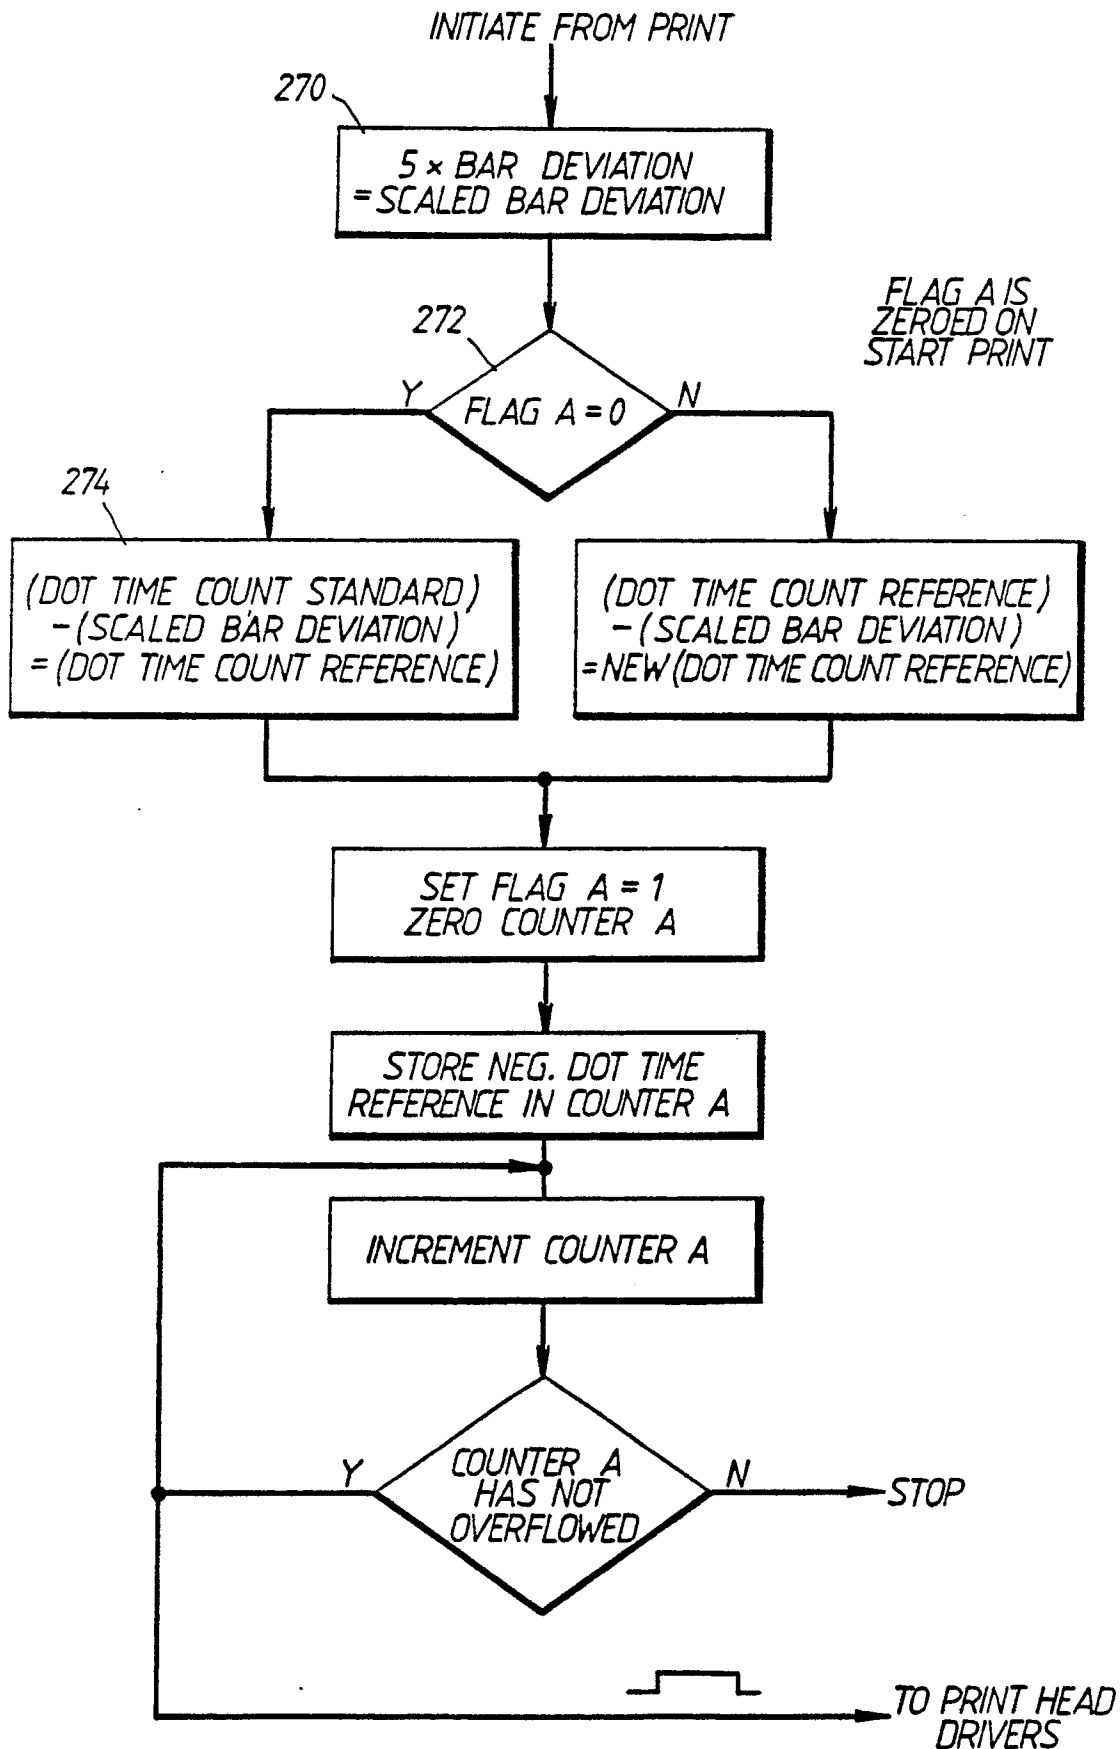 INITIATE FROM PRINT
270
5 × BAR DEVIATION
= SCALED BAR DEVIATION
FLAG A IS
ZEROED ON
START PRINT
272
Y
FLAG A = 0
N
274
(DOT TIME COUNT STANDARD)
- (SCALED BAR DEVIATION)
= (DOT TIME COUNT REFERENCE)
(DOT TIME COUNT REFERENCE)
- (SCALED BAR DEVIATION)
= NEW (DOT TIME COUNT REFERENCE)
SET FLAG A = 1
ZERO COUNTER A
STORE NEG. DOT TIME
REFERENCE IN COUNTER A
INCREMENT COUNTER A
Y
COUNTER A
HAS NOT
OVERFLOWED
N
STOP
TO PRINT HEAD
DRIVERS